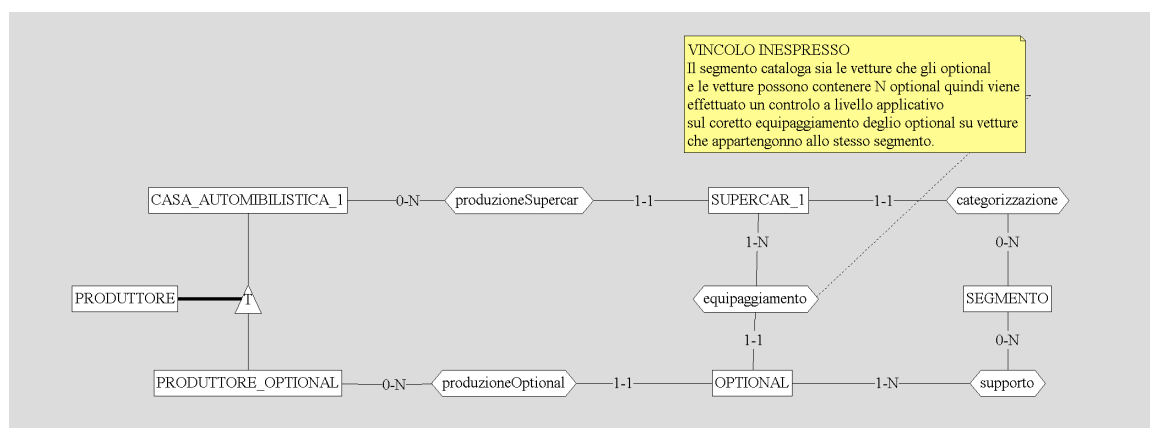 VINCOLO INESPRESSO
Il segmento cataloga sia le vetture che gli optional
e le vetture possono contenere N optional quindi viene
effettuato un controlo a livello applicativo
sul coretto equipaggiamento deglio optional su vetture
che appartengonno allo stesso segmento.
CASA_AUTOMIBILISTICA_1
0-N
produzioneSupercar
1-1
SUPERCAR_1
1-1
categorizzazione
1-N
0-N
PRODUTTORE
T
equipaggiamento
SEGMENTO
1-1
0-N
PRODUTTORE_OPTIONAL
0-N
produzioneOptional
1-1
OPTIONAL
1-N
supporto